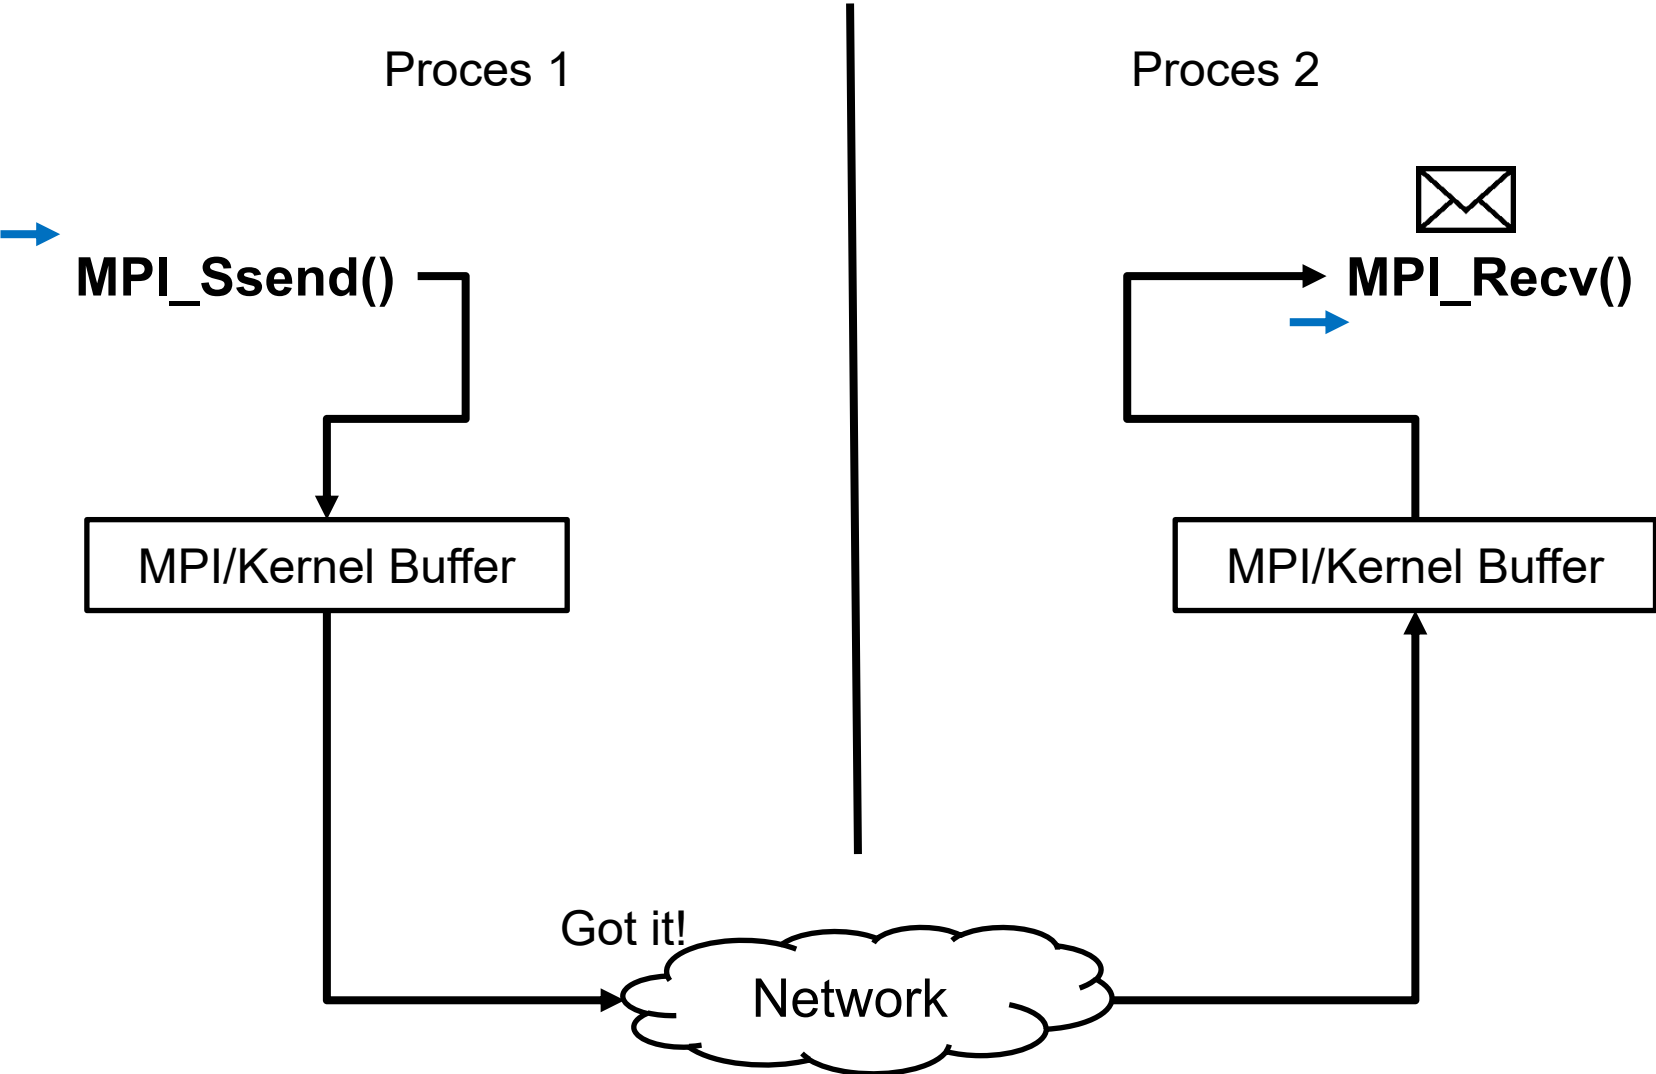 Proces 1
Proces 2
MPI_Ssend()
MPI_Recv()
MPI/Kernel Buffer
MPI/Kernel Buffer
Got it!
Network